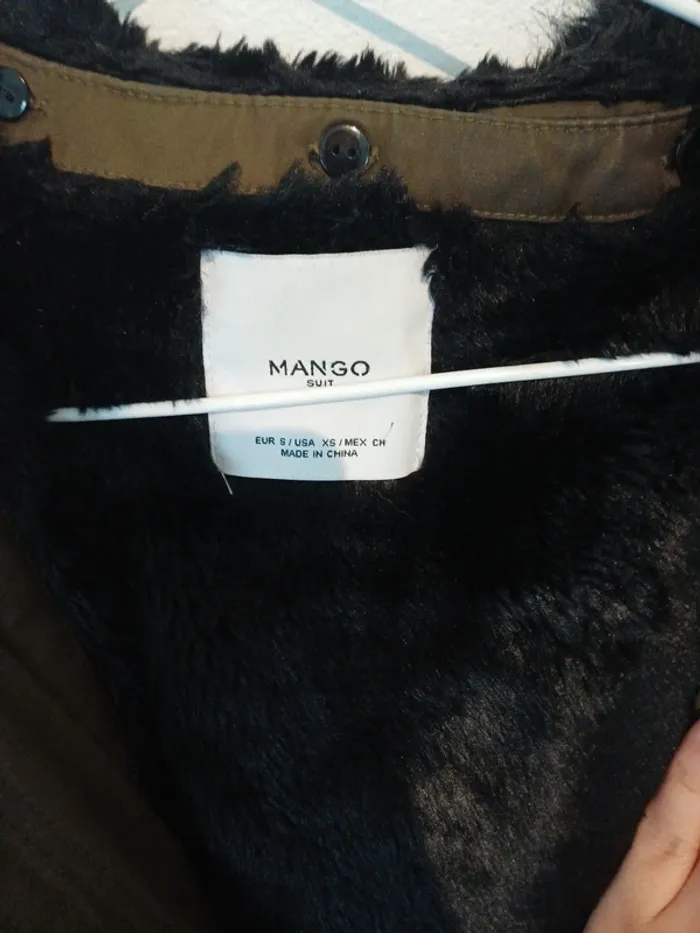 MANGO
SUIT
EUR S / USA XS / MEX CH
MADE IN CHINA